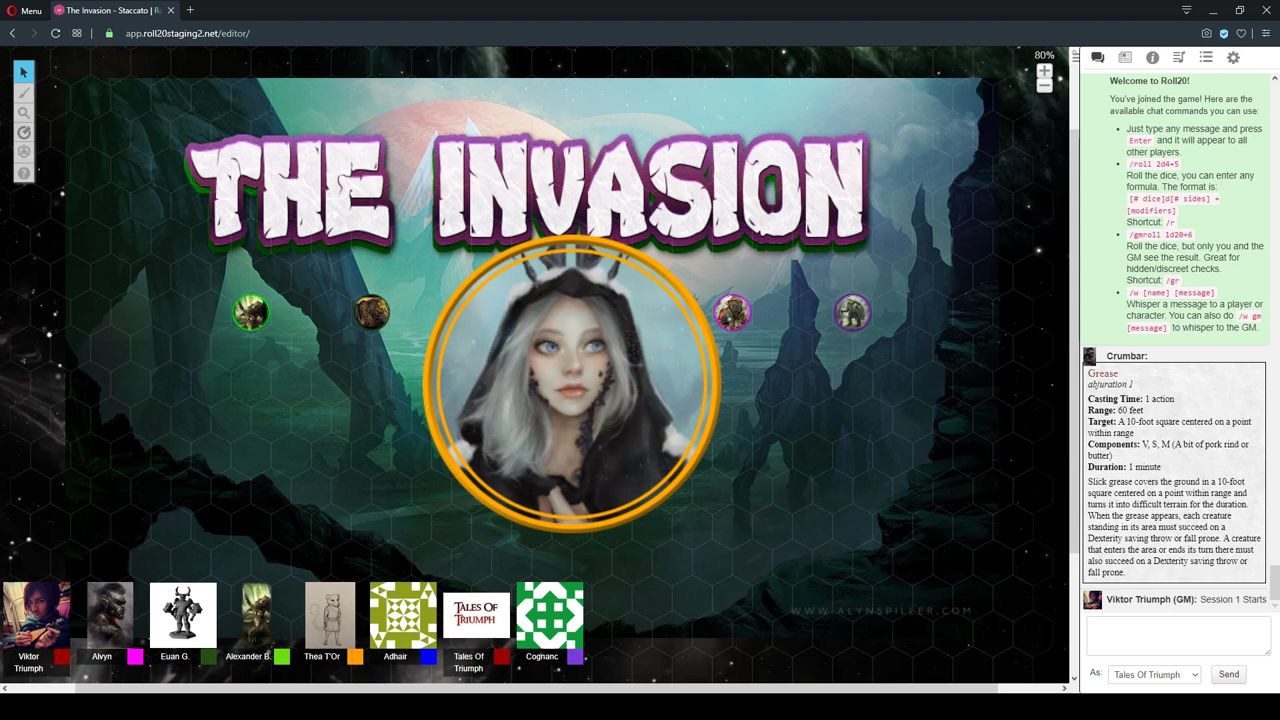 Menu
The Invasion - Staccato | Ro
app.roll20staging2.net/editor/
80%
THE INVASION
WWW.ALYNSPILLER.COM
Viktor
Triumph
Alvyn
Euan G.
Alexander B.
Thea T'Or
Adhair
TALES OF
TRIUMPH
Tales Of
Triumph
Coghanc
Welcome to Roll20!
You've joined the game! Here are the
available chat commands you can use:
Just type any message and press
Enter and it will appear to all
other players.
/roll 2d4+5
Roll the dice, you can enter any
formula. The format is:
[# dice]d[# sides] +
[modifiers]
Shortcut: /r
/gmroll 1d20+6
Roll the dice, but only you and the
GM see the result. Great for
hidden/discreet checks.
Shortcut: /gr
/w [name] [message]
Whisper a message to a player or
character. You can also do /w gm
[message] to whisper to the GM.
Crumbar:
Grease
abjuration 1
Casting Time: 1 action
Range: 60 feet
Target: A 10-foot square centered on a point
within range
Components: V, S, M (A bit of pork rind or
butter)
Duration: 1 minute
Slick grease covers the ground in a 10-foot
square centered on a point within range and
turns it into difficult terrain for the duration.
When the grease appears, each creature
standing in its area must succeed on a
Dexterity saving throw or fall prone. A creature
that enters the area or ends its turn there must
also succeed on a Dexterity saving throw or
fall prone.
Viktor Triumph (GM): Session 1 Starts
As: Tales Of Triumph Send